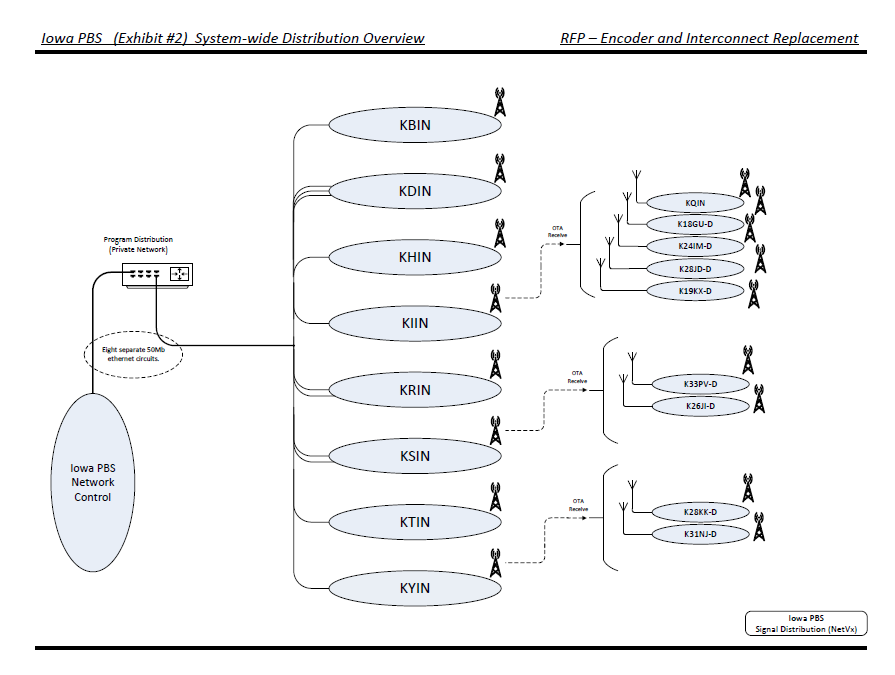 Iowa PBS (Exhibit #2) System-wide Distribution Overview
RFP – Encoder and Interconnect Replacement
Program Distribution
(Private Network)
Eight separate 50Mb
ethernet circuits.
Iowa PBS
Network
Control
KBIN
KDIN
KHIN
KIIN
KRIN
KSIN
KTIN
KYIN
OTA
Receive
KQIN
K18GU-D
K24IM-D
K28JD-D
K19KX-D
OTA
Receive
K33PV-D
K26JI-D
OTA
Receive
K28KK-D
K31NJ-D
Iowa PBS
Signal Distribution (NetVx)